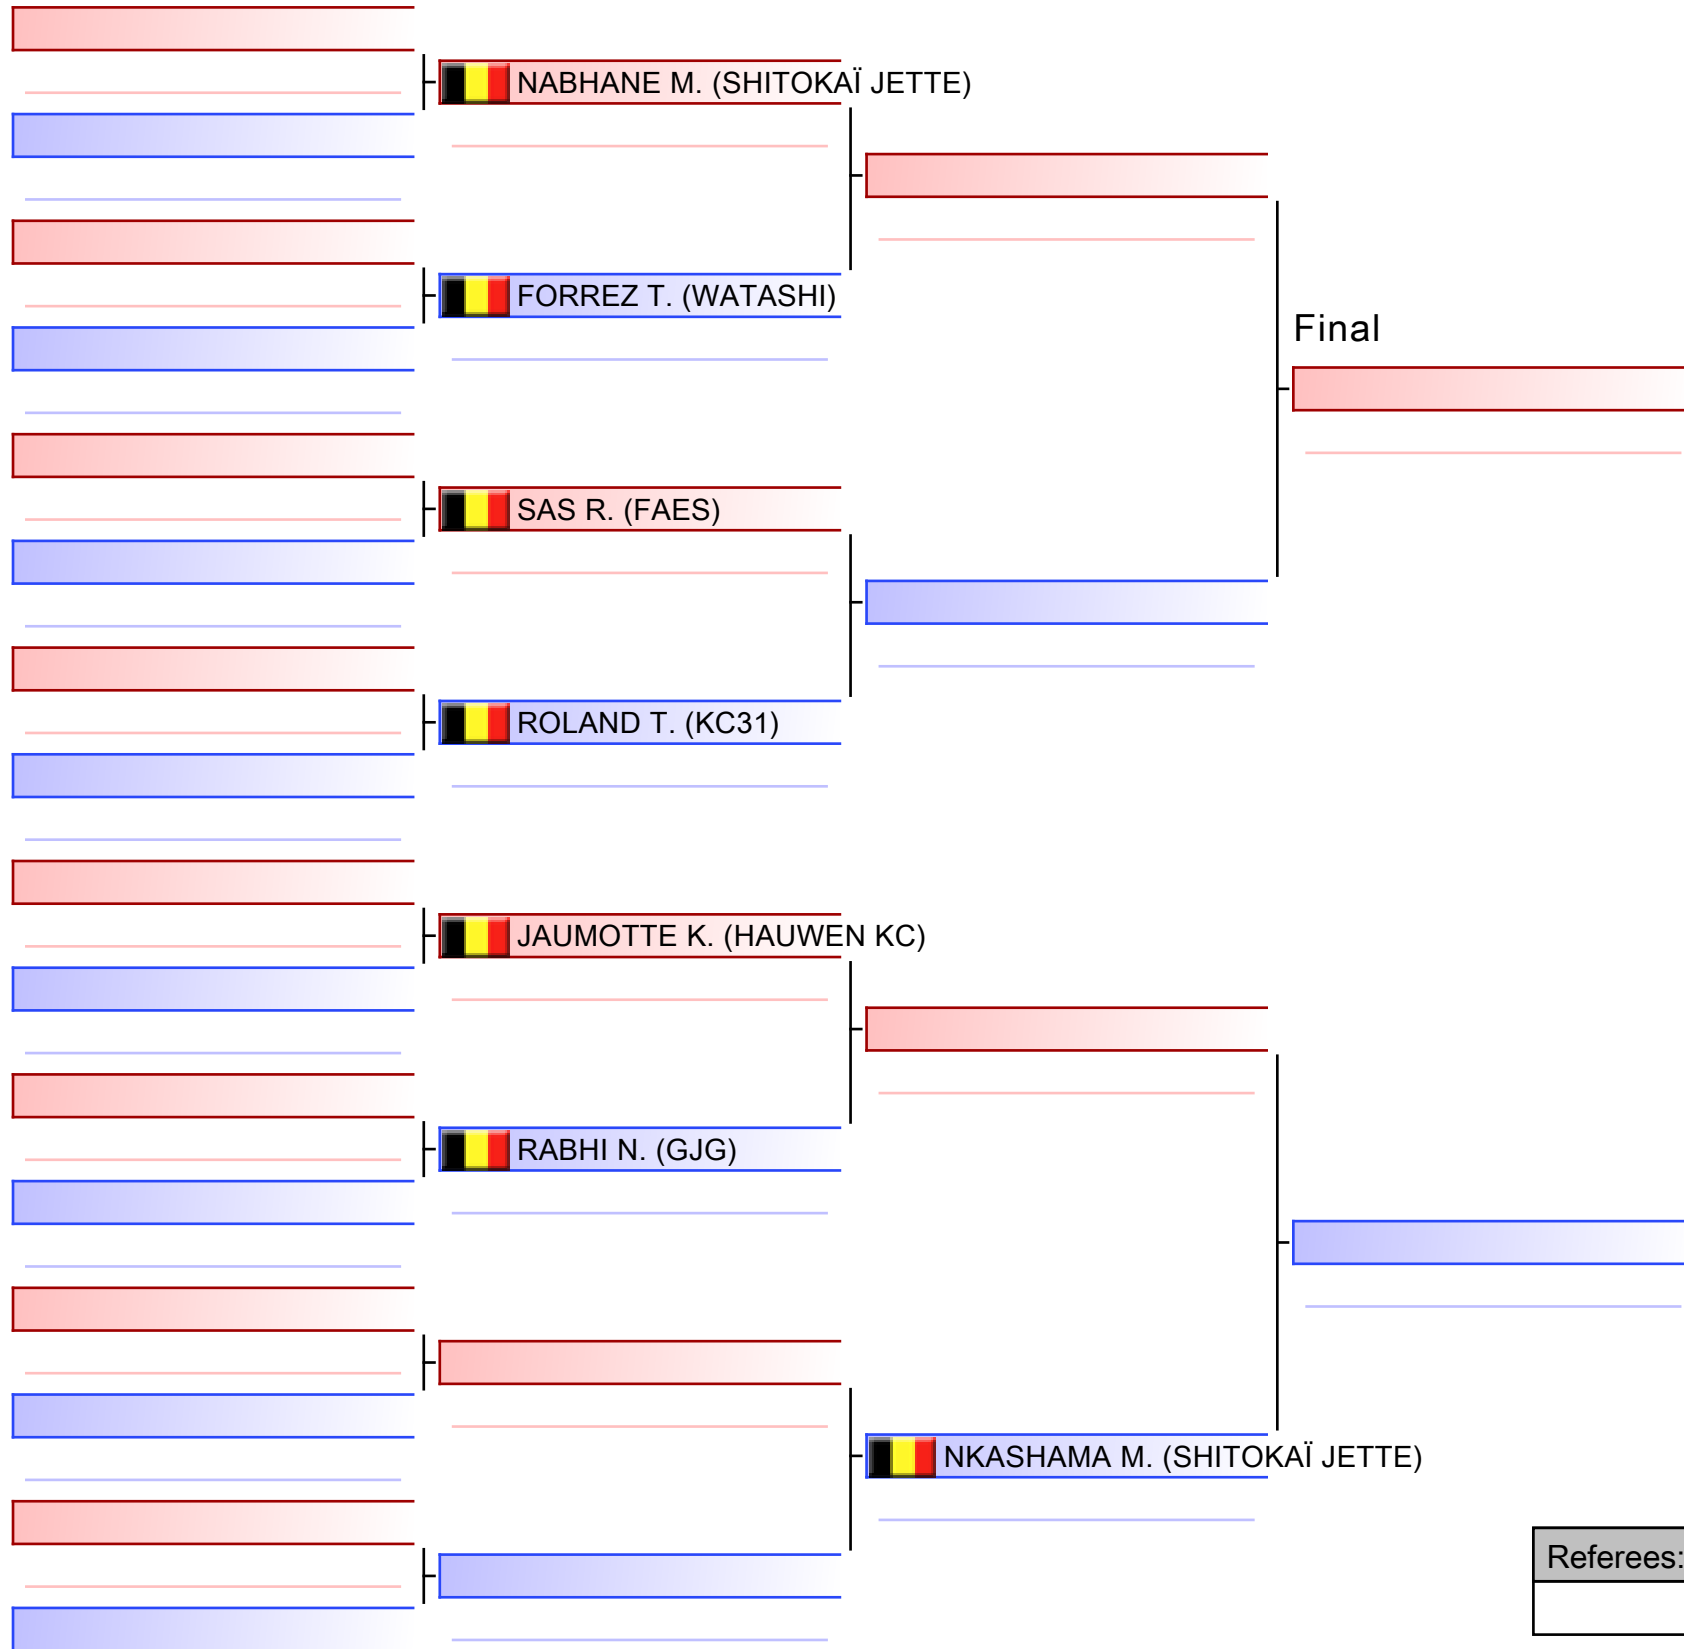 NABHANE M. (SHITOKAÏ JETTE)
FORREZ T. (WATASHI)
Final
SAS R. (FAES)
ROLAND T. (KC31)
JAUMOTTE K. (HAUWEN KC)
RABHI N. (GJG)
NKASHAMA M. (SHITOKAÏ JETTE)
Referees: